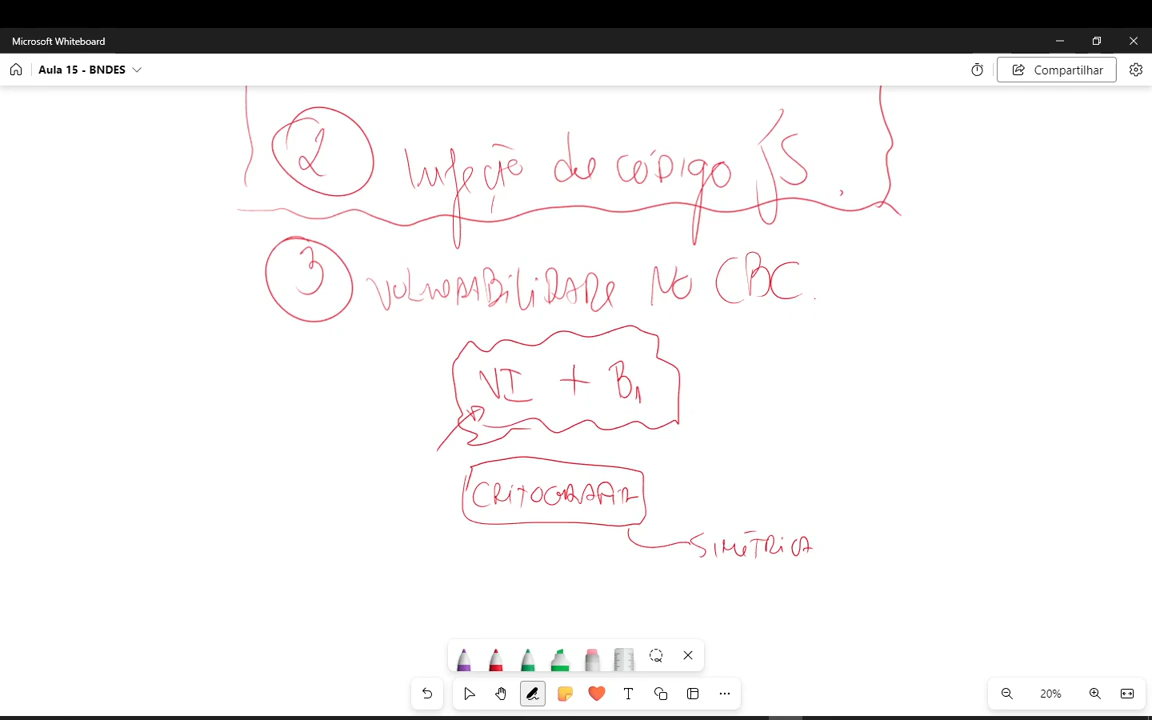 Microsoft Whiteboard
Aula 15 - BNDES
Compartilhar
2 Injeção de código JS.
3 VULNERABILIDADE NO CBC.
VI + B1
CRITOGRAFAR
SIMÉTRICA
20%